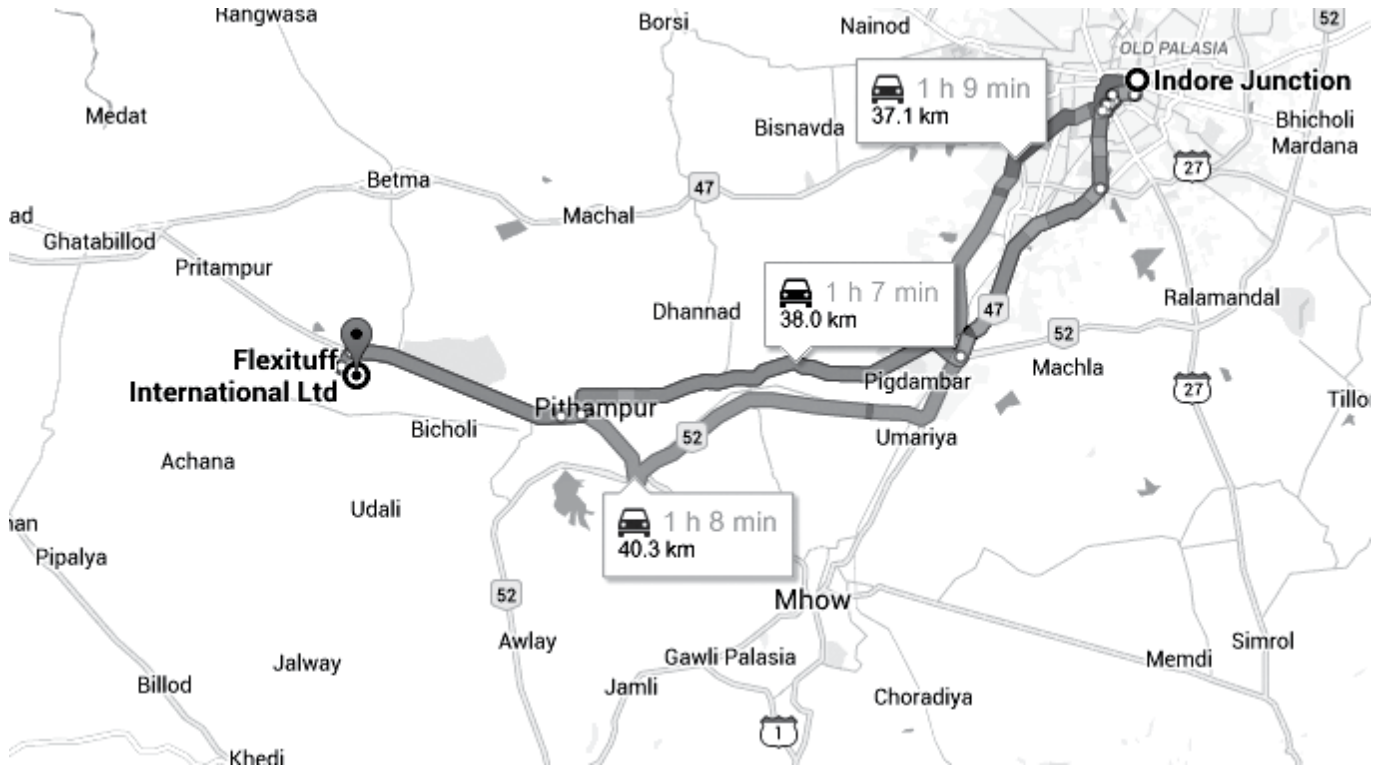 Rangwasa
Borsi
Nainod
52
OLD PALASIA
Indore Junction
1 h 9 min
37.1 km
Medat
Bisnavda
Bhicholi
Mardana
27
Betma
47
Machal
ad
Ghatabillod
Pritampur
1 h 7 min
38.0 km
Dhannad
47
Ralamandal
52
Machla
Flexituff
International Ltd
Pigdambar
27
Pithampur
Bicholi
52
Umariya
Achana
Udali
1 h 8 min
40.3 km
Pipalya
52
Mhow
Awlay
Simrol
Gawli Palasia
Memdi
Jalway
Billod
Jamli
Choradiya
1
Khedi